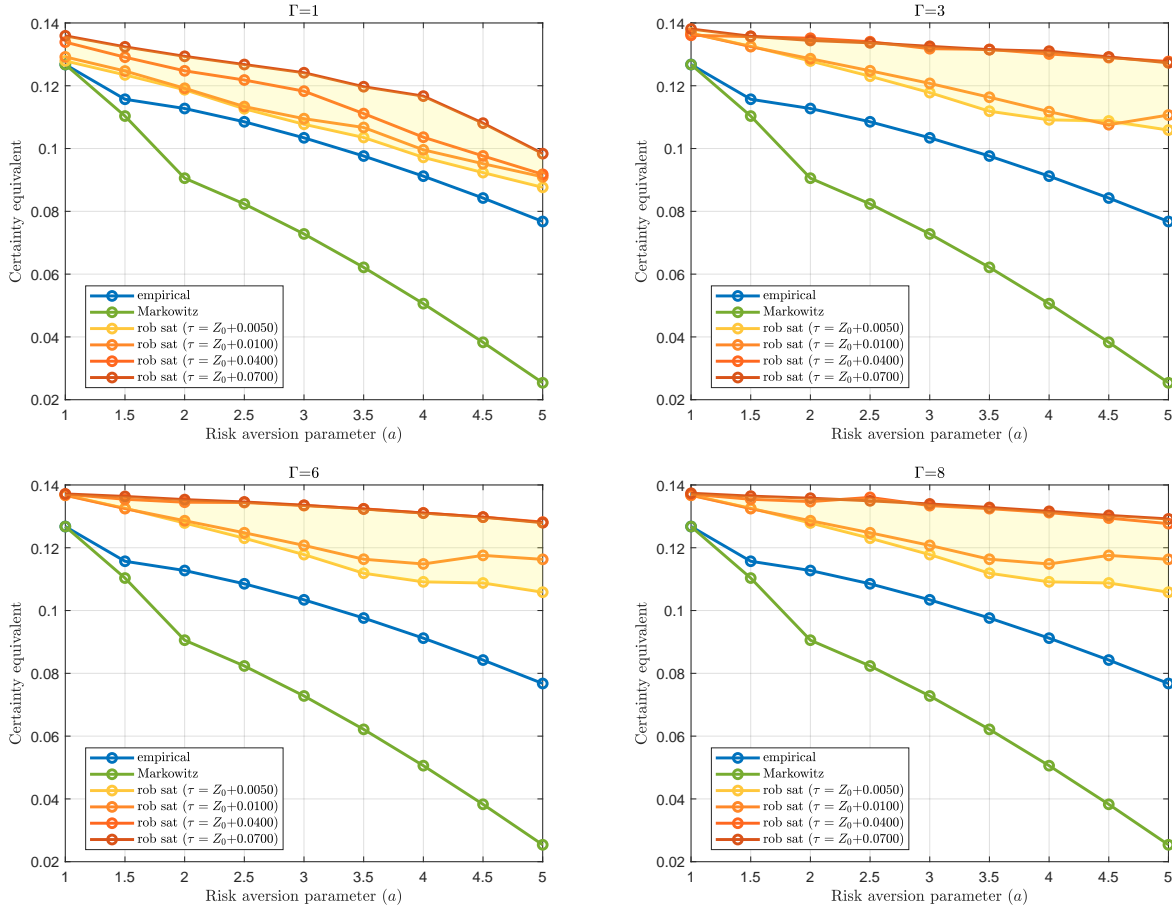 Γ=1
Certainty equivalent
0.14
0.12
0.1
0.08
0.06
0.04
0.02
empirical
Markowitz
rob sat (τ = Z₀+0.0050)
rob sat (τ = Z₀+0.0100)
rob sat (τ = Z₀+0.0400)
rob sat (τ = Z₀+0.0700)
1 1.5 2 2.5 3 3.5 4 4.5 5
Risk aversion parameter (a)
Γ=3
Certainty equivalent
0.14
0.12
0.1
0.08
0.06
0.04
0.02
empirical
Markowitz
rob sat (τ = Z₀+0.0050)
rob sat (τ = Z₀+0.0100)
rob sat (τ = Z₀+0.0400)
rob sat (τ = Z₀+0.0700)
1 1.5 2 2.5 3 3.5 4 4.5 5
Risk aversion parameter (a)
Γ=6
Certainty equivalent
0.14
0.12
0.1
0.08
0.06
0.04
0.02
empirical
Markowitz
rob sat (τ = Z₀+0.0050)
rob sat (τ = Z₀+0.0100)
rob sat (τ = Z₀+0.0400)
rob sat (τ = Z₀+0.0700)
1 1.5 2 2.5 3 3.5 4 4.5 5
Risk aversion parameter (a)
Γ=8
Certainty equivalent
0.14
0.12
0.1
0.08
0.06
0.04
0.02
empirical
Markowitz
rob sat (τ = Z₀+0.0050)
rob sat (τ = Z₀+0.0100)
rob sat (τ = Z₀+0.0400)
rob sat (τ = Z₀+0.0700)
1 1.5 2 2.5 3 3.5 4 4.5 5
Risk aversion parameter (a)